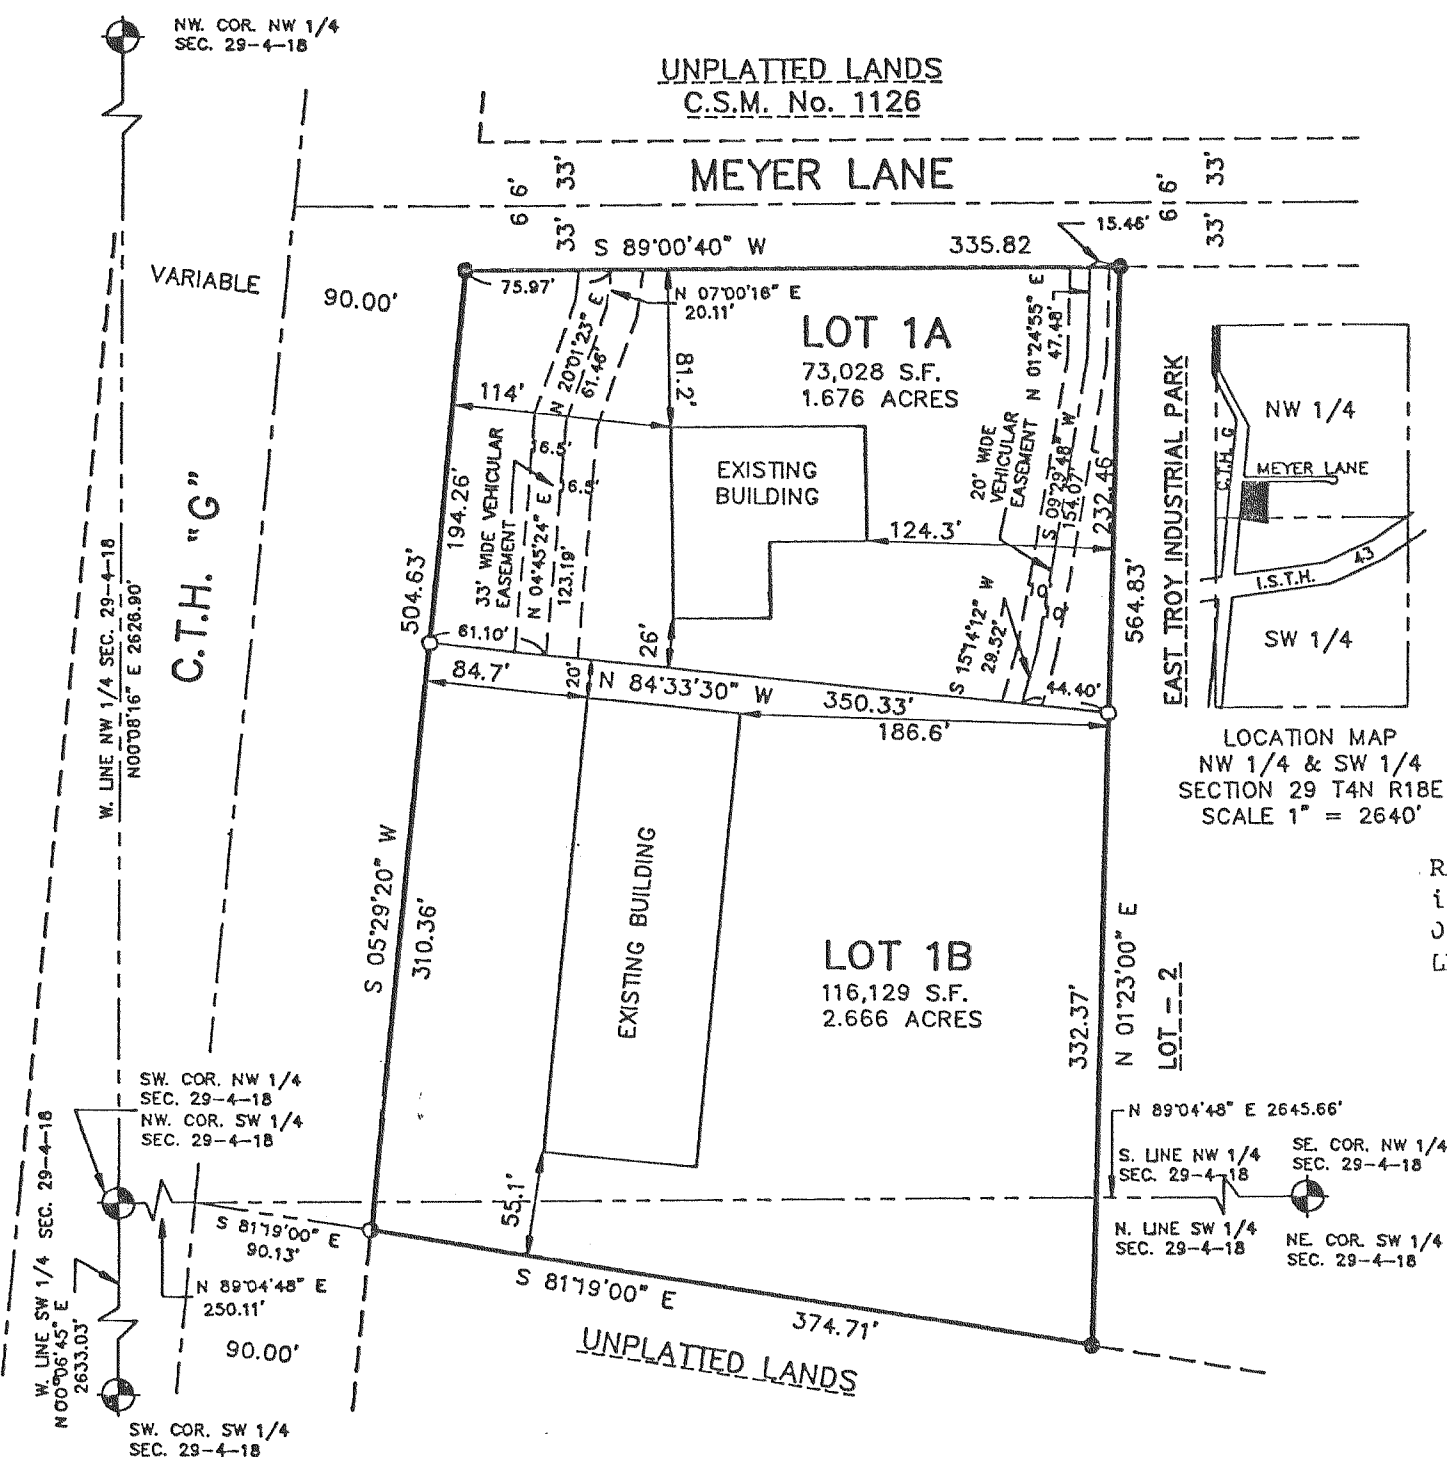 NW. COR. NW 1/4
SEC. 29-4-18
UNPLATTED LANDS
C.S.M. No. 1126
MEYER LANE
66'
33'
33'
66'
33'
33'
15.46'
S 89°00'40" W
335.82
VARIABLE
90.00'
75.97'
N 07°00'16" E
20.11'
N 20°01'23" E
61.46'
81.2'
LOT 1A
73,028 S.F.
1.676 ACRES
N 01°24'55" E
47.48'
114'
EXISTING
BUILDING
33' WIDE VEHICULAR
EASEMENT
N 04°45'24" E
123.19'
20' WIDE
VEHICULAR
EASEMENT
S 09°29'48" W
154.07'
232.46'
124.3'
10'
10'
S 15°14'12" W
29.52'
44.40'
194.26'
504.63'
564.83'
C.T.H. "G"
W. LINE NW 1/4 SEC. 29-4-18
N00°08'16" E 2626.90'
61.10'
26'
84.7'
20'
N 84°33'30" W
350.33'
186.6'
EAST TROY INDUSTRIAL PARK
NW 1/4
C.T.H. G
MEYER LANE
I.S.T.H. 43
SW 1/4
LOCATION MAP
NW 1/4 & SW 1/4
SECTION 29 T4N R18E
SCALE 1" = 2640'
EXISTING BUILDING
S 05°29'20" W
310.36'
LOT 1B
116,129 S.F.
2.666 ACRES
332.37'
N 01°23'00" E
LOT - 2
SW. COR. NW 1/4
SEC. 29-4-18
NW. COR. SW 1/4
SEC. 29-4-18
N 89°04'48" E 2645.66'
S. LINE NW 1/4
SEC. 29-4-18
SE. COR. NW 1/4
SEC. 29-4-18
N. LINE SW 1/4
SEC. 29-4-18
NE. COR. SW 1/4
SEC. 29-4-18
55.1'
S 81°19'00" E
90.13'
N 89°04'48" E
250.11'
W. LINE SW 1/4 SEC. 29-4-18
N00°06'45" E
2633.03'
90.00'
S 81°19'00" E
374.71'
UNPLATTED LANDS
SW. COR. SW 1/4
SEC. 29-4-18